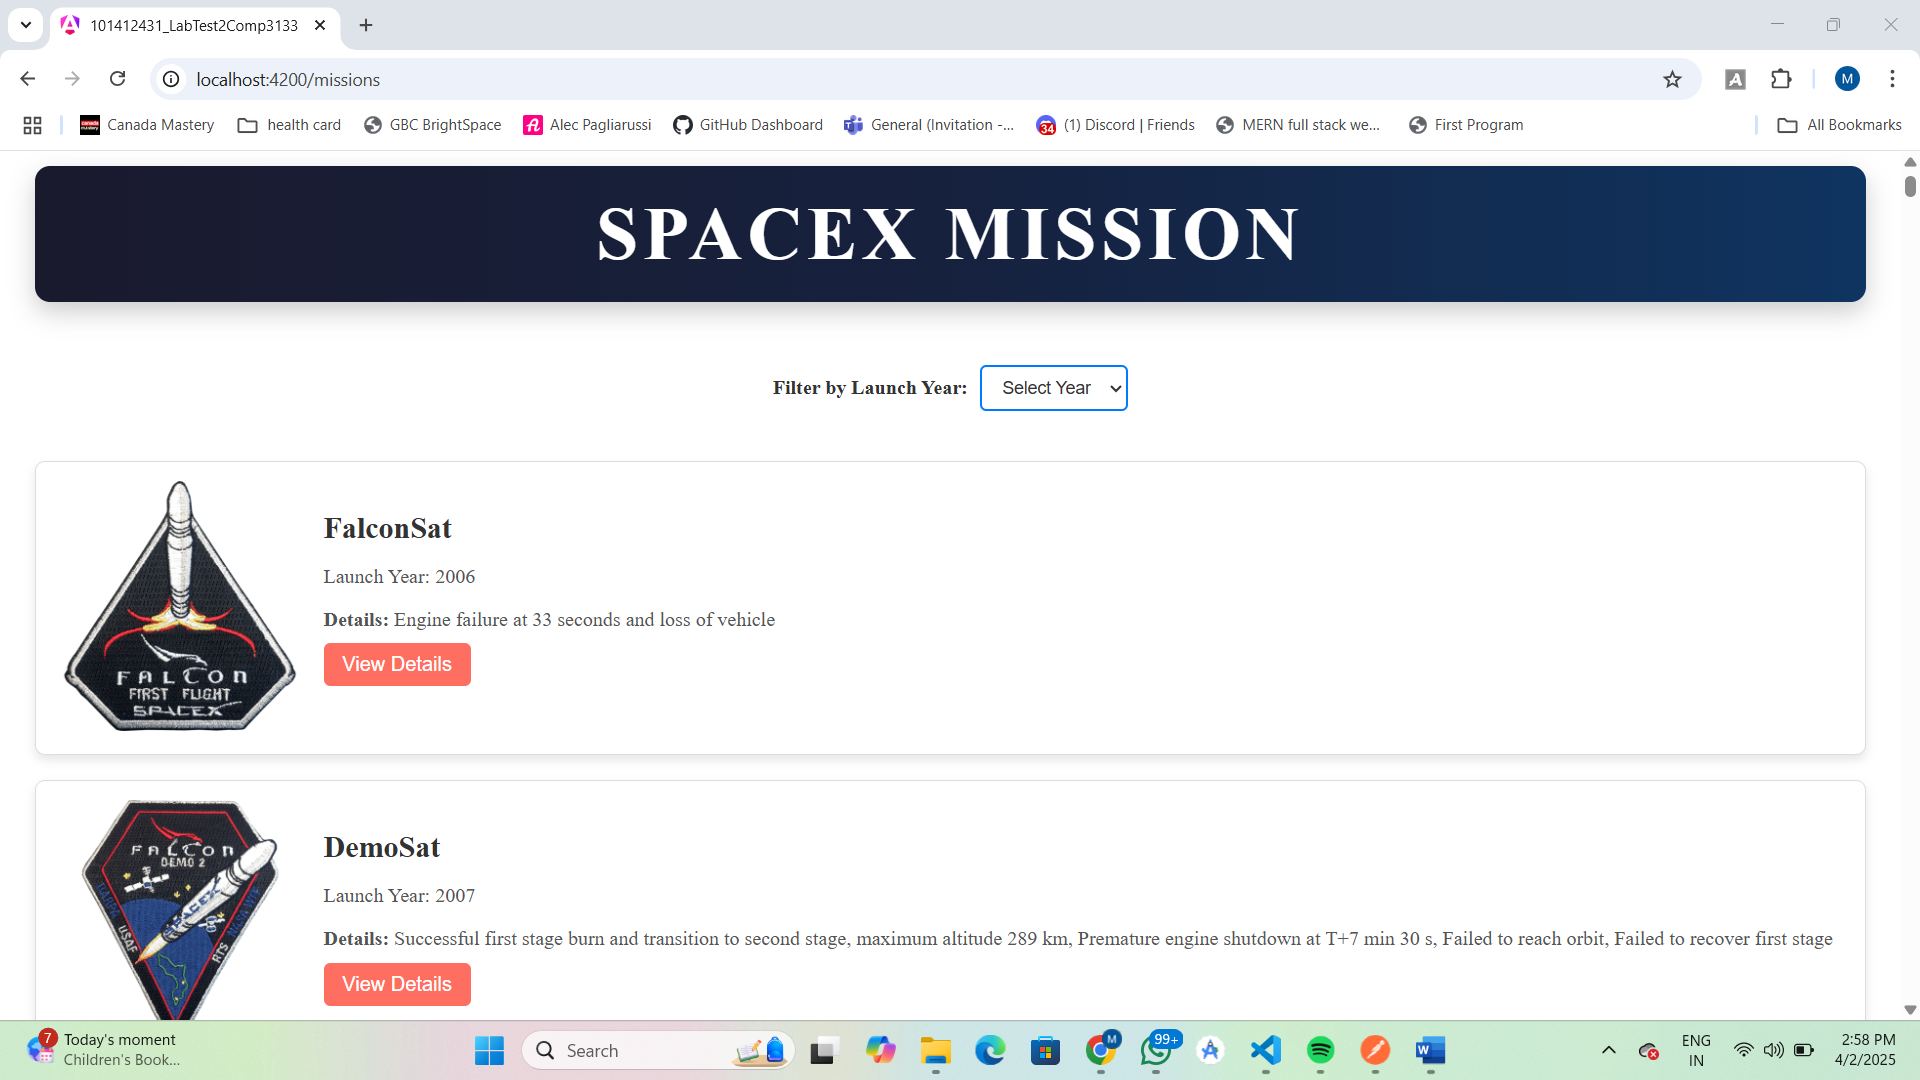 101412431_LabTest2Comp3133
localhost:4200/missions
M
Canada Mastery
health card
GBC BrightSpace
Alec Pagliarussi
GitHub Dashboard
General (Invitation -...
34
(1) Discord | Friends
MERN full stack we...
First Program
All Bookmarks
SPACEX MISSION
Filter by Launch Year:
Select Year
FALCON
FIRST FLIGHT
SPACEX
FalconSat
Launch Year: 2006
Details: Engine failure at 33 seconds and loss of vehicle
View Details
FALCON
DEMO 2
SPACEX
DARPA
USAF
RTS
DemoSat
Launch Year: 2007
Details: Successful first stage burn and transition to second stage, maximum altitude 289 km, Premature engine shutdown at T+7 min 30 s, Failed to reach orbit, Failed to recover first stage
View Details
7
Today's moment
Children's Book...
Search
M
99+
ENG
IN
2:58 PM
4/2/2025